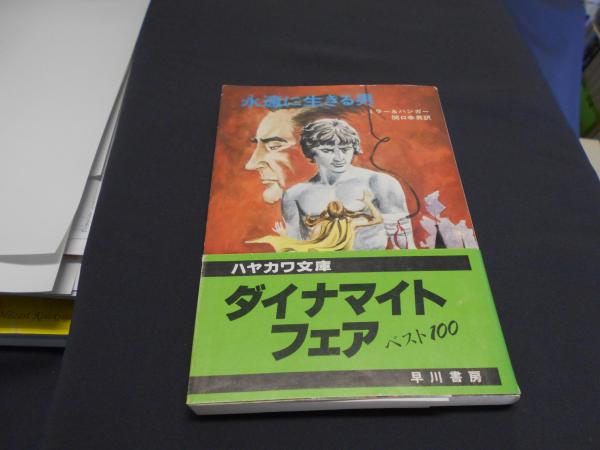 永遠に生きる男
ミラー&ハンガー
関口幸男訳
ハヤカワ文庫
ダイナマイト
フェア ベスト100
早川書房